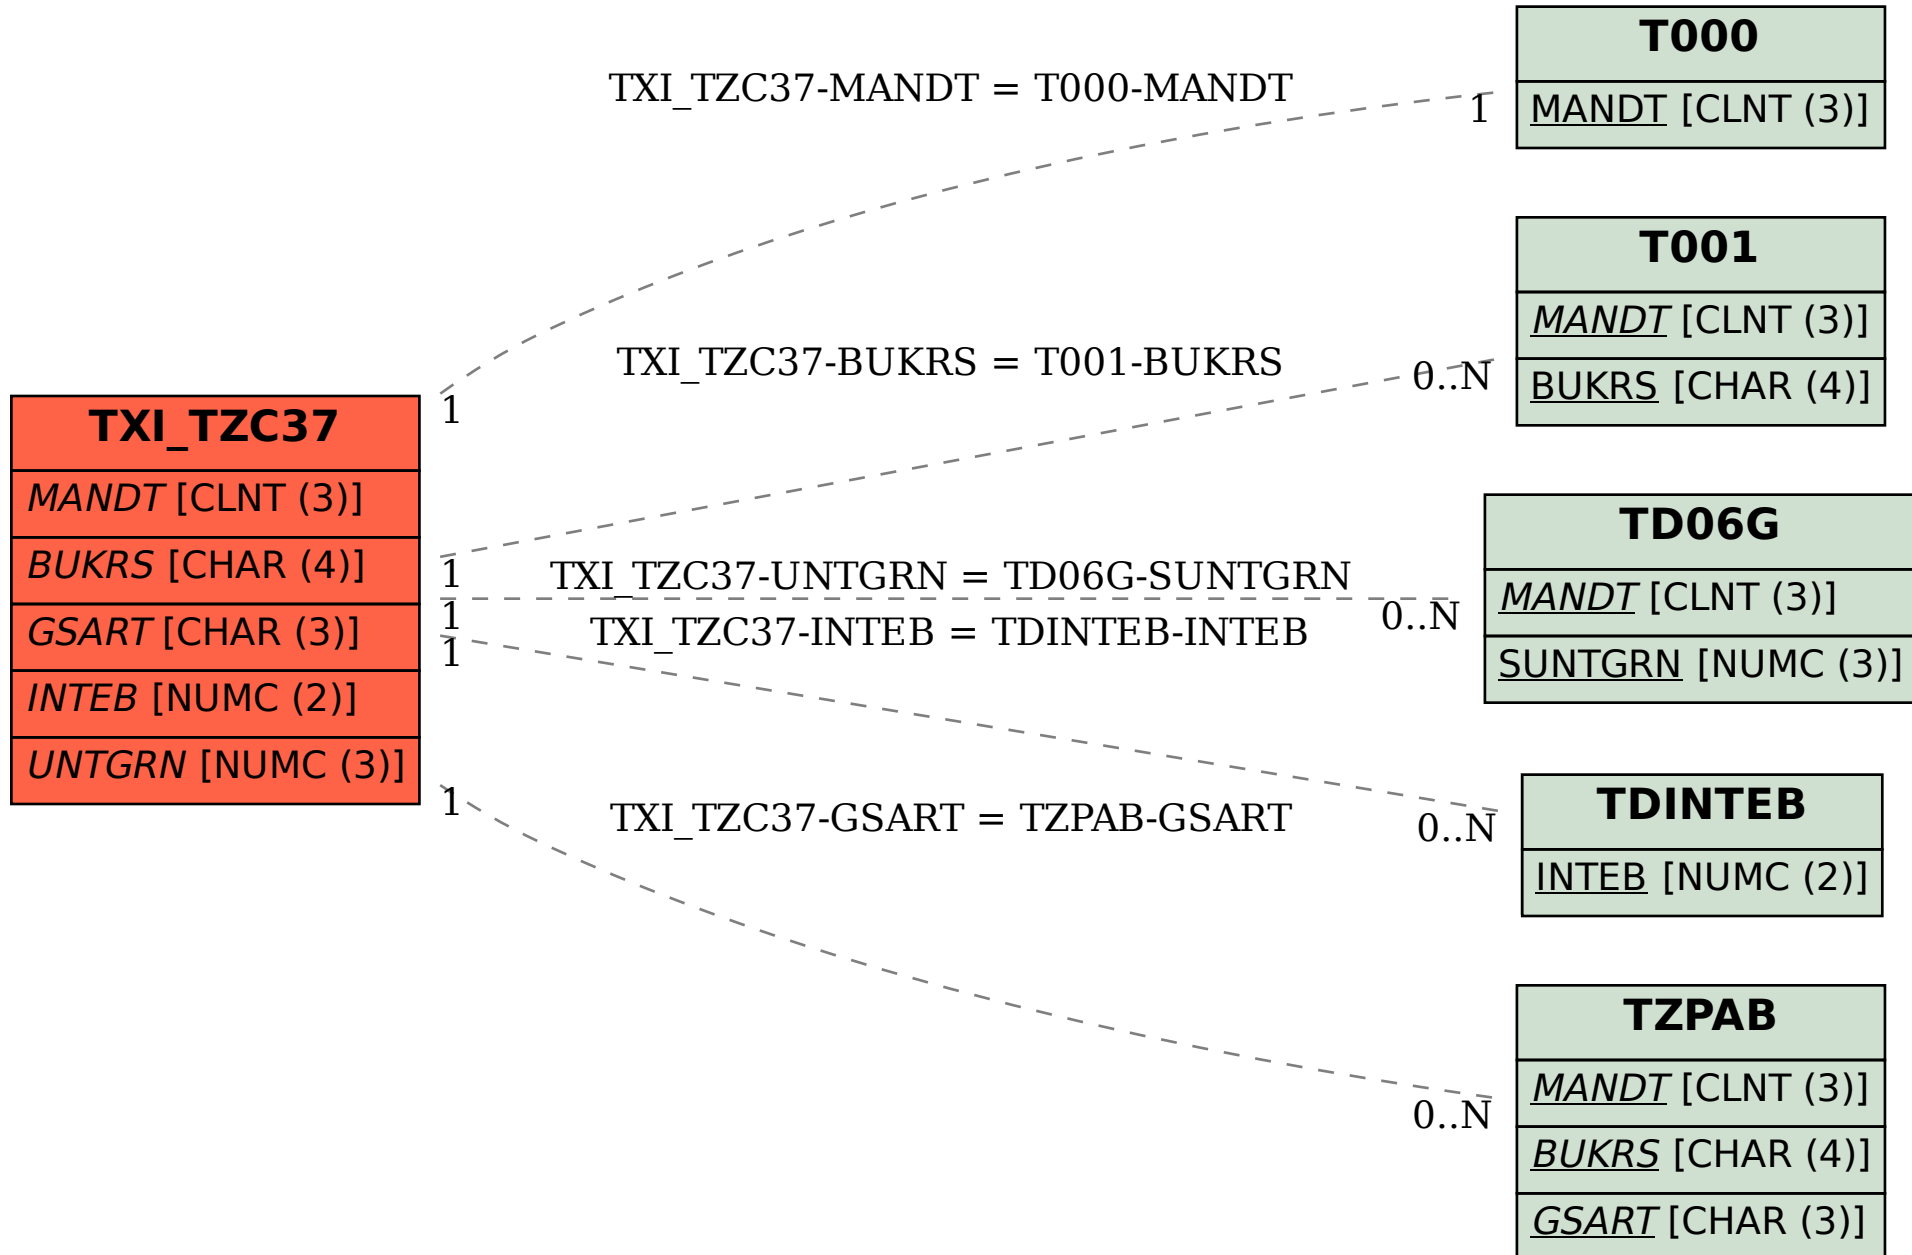 TXI_TZC37
MANDT [CLNT (3)]
BUKRS [CHAR (4)]
GSART [CHAR (3)]
INTEB [NUMC (2)]
UNTGRN [NUMC (3)]
TXI_TZC37-MANDT = T000-MANDT
1
1
TXI_TZC37-BUKRS = T001-BUKRS
1
0..N
TXI_TZC37-UNTGRN = TD06G-SUNTGRN
1
0..N
TXI_TZC37-INTEB = TDINTEB-INTEB
1
0..N
TXI_TZC37-GSART = TZPAB-GSART
1
0..N
T000
MANDT [CLNT (3)]
T001
MANDT [CLNT (3)]
BUKRS [CHAR (4)]
TD06G
MANDT [CLNT (3)]
SUNTGRN [NUMC (3)]
TDINTEB
INTEB [NUMC (2)]
TZPAB
MANDT [CLNT (3)]
BUKRS [CHAR (4)]
GSART [CHAR (3)]